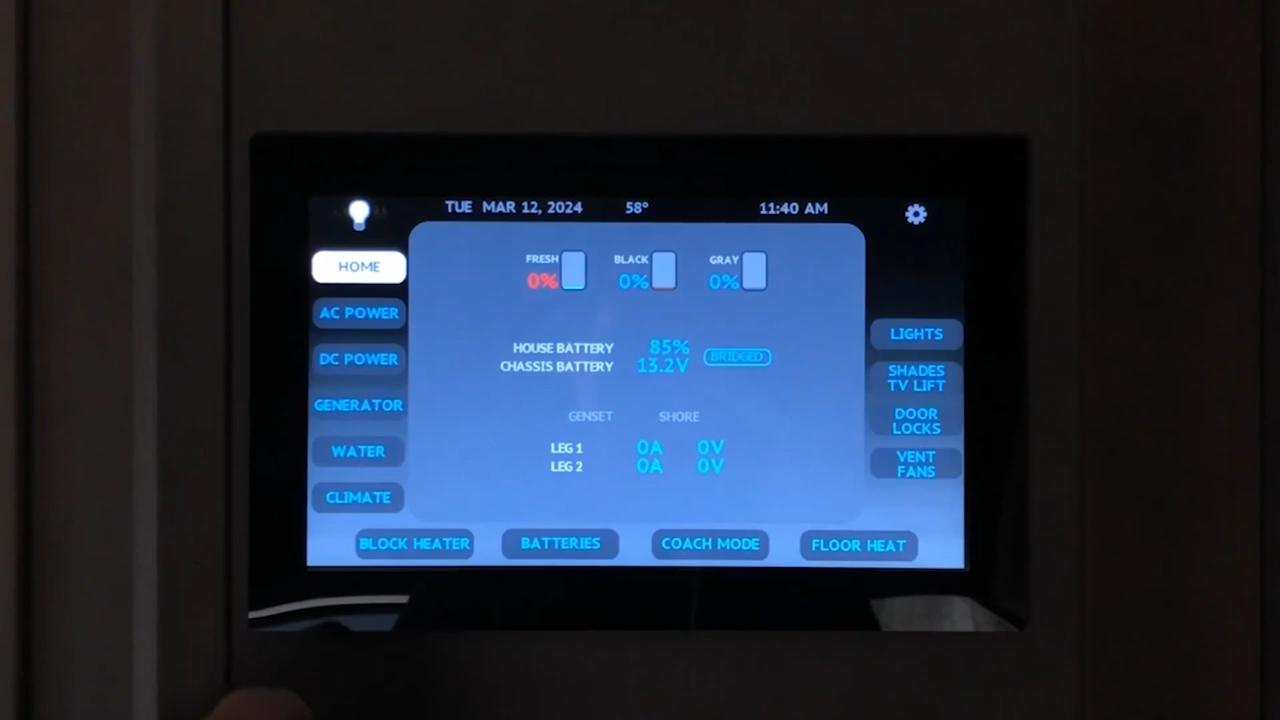 TUE MAR 12, 2024 58° 11:40 AM
HOME
AC POWER
DC POWER
GENERATOR
WATER
CLIMATE
FRESH
0%
BLACK
0%
GRAY
0%
HOUSE BATTERY 85%
CHASSIS BATTERY 13.2V
BRIDGED
GENSET SHORE
LEG 1 0A 0V
LEG 2 0A 0V
LIGHTS
SHADES
TV LIFT
DOOR
LOCKS
VENT
FANS
BLOCK HEATER
BATTERIES
COACH MODE
FLOOR HEAT